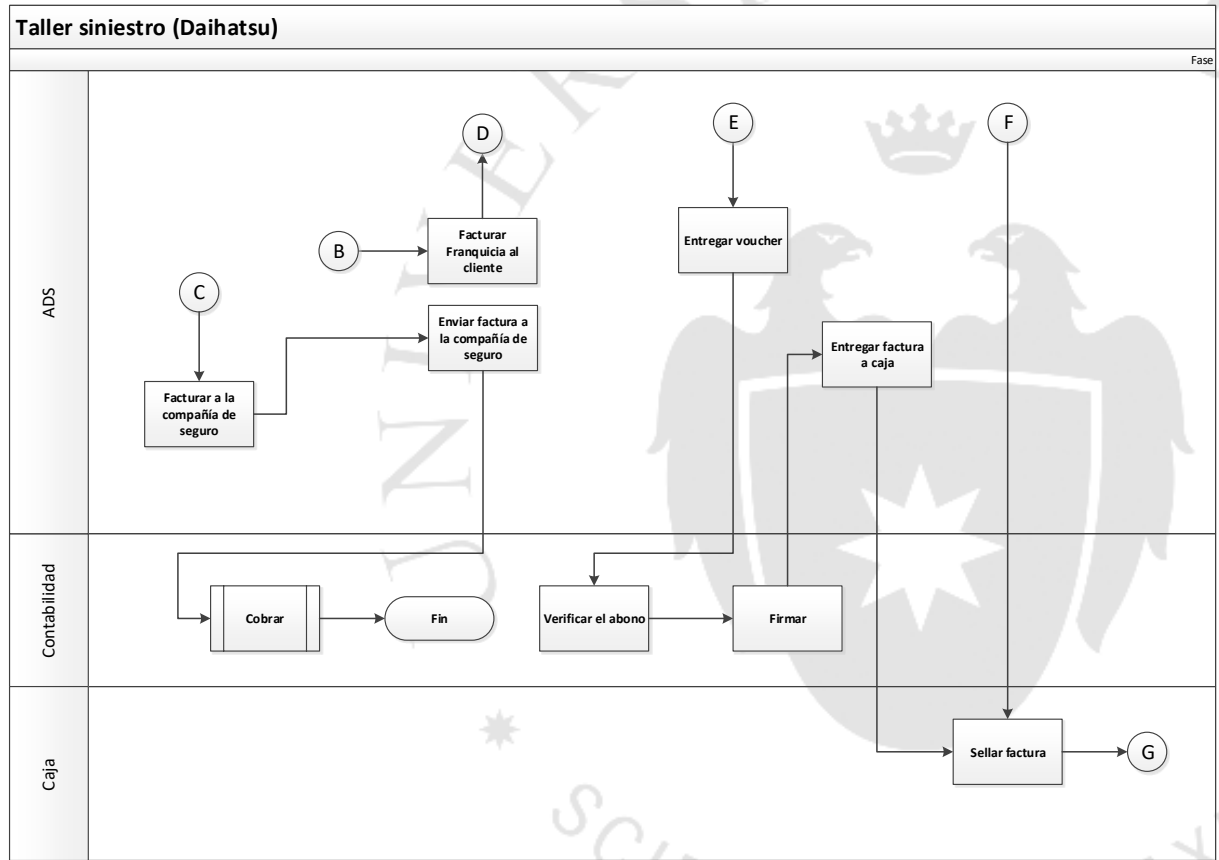 Taller siniestro (Daihatsu)
Fase
ADS
D
E
F
B
Facturar
Franquicia al
cliente
Entregar voucher
C
Enviar factura a
la compañía de
seguro
Entregar factura
a caja
Facturar a la
compañía de
seguro
Contabilidad
Cobrar
Fin
Verificar el abono
Firmar
Caja
Sellar factura
G